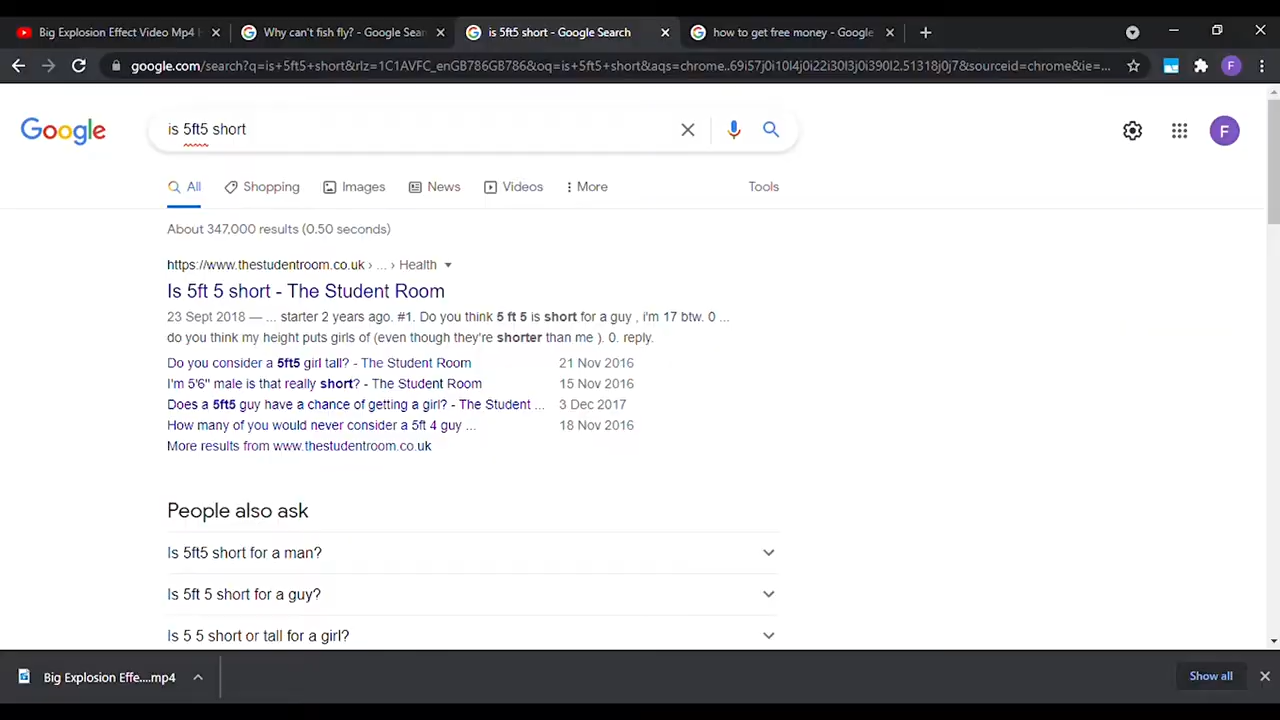 Big Explosion Effect Video Mp4 H
Why can't fish fly? - Google Sear
is 5ft5 short - Google Search
how to get free money - Google
google.com/search?q=is+5ft5+short&rlz=1C1AVFC_enGB786GB786&oq=is+5ft5+short&aqs=chrome..69i57j0i10l4j0i22i30l3j0i390l2.51318j0j7&sourceid=chrome&ie=...
F
Google
is 5ft5 short
F
All
Shopping
Images
News
Videos
More
Tools
About 347,000 results (0.50 seconds)
https://www.thestudentroom.co.uk › ... › Health
Is 5ft 5 short - The Student Room
23 Sept 2018 — ... starter 2 years ago. #1. Do you think 5 ft 5 is short for a guy , i'm 17 btw. 0 ...
do you think my height puts girls of (even though they're shorter than me ). 0. reply.
Do you consider a 5ft5 girl tall? - The Student Room 21 Nov 2016
I'm 5'6" male is that really short? - The Student Room 15 Nov 2016
Does a 5ft5 guy have a chance of getting a girl? - The Student ... 3 Dec 2017
How many of you would never consider a 5ft 4 guy ... 18 Nov 2016
More results from www.thestudentroom.co.uk
People also ask
Is 5ft5 short for a man?
Is 5ft 5 short for a guy?
Is 5 5 short or tall for a girl?
Big Explosion Effe....mp4
Show all